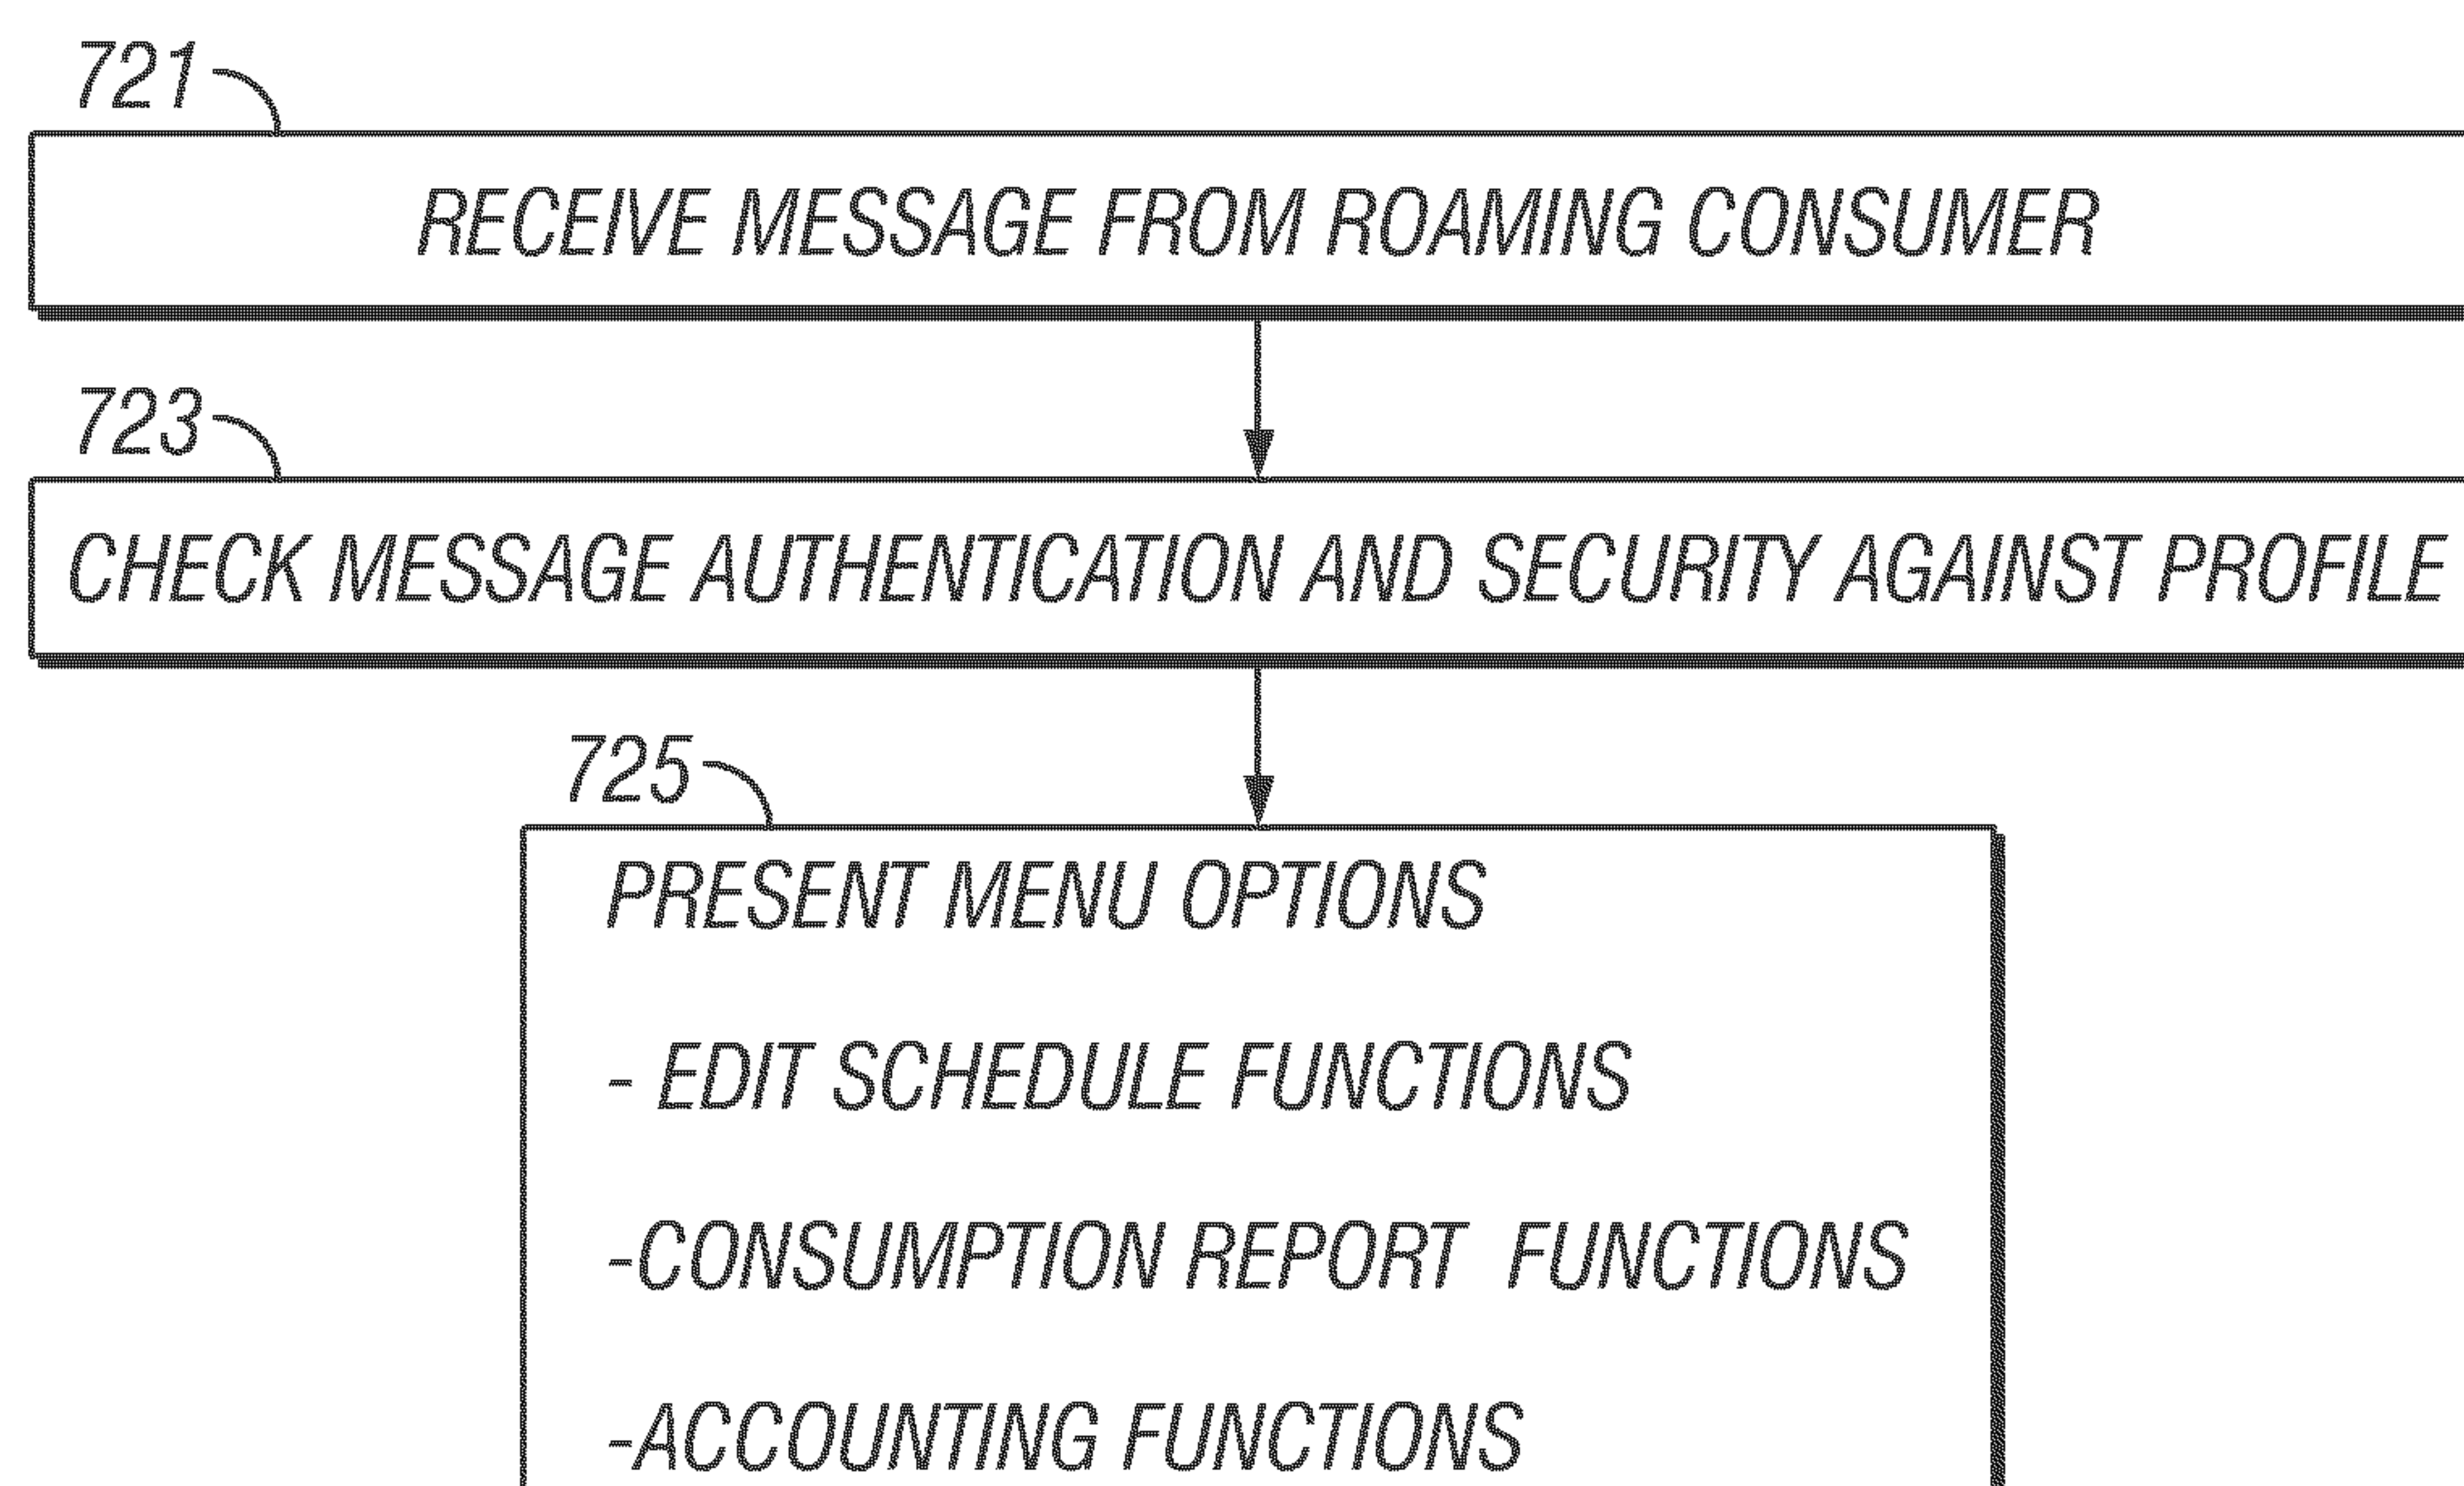 721
RECEIVE MESSAGE FROM ROAMING CONSUMER
723
CHECK MESSAGE AUTHENTICATION AND SECURITY AGAINST PROFILE
725
PRESENT MENU OPTIONS
- EDIT SCHEDULE FUNCTIONS
-CONSUMPTION REPORT FUNCTIONS
-ACCOUNTING FUNCTIONS